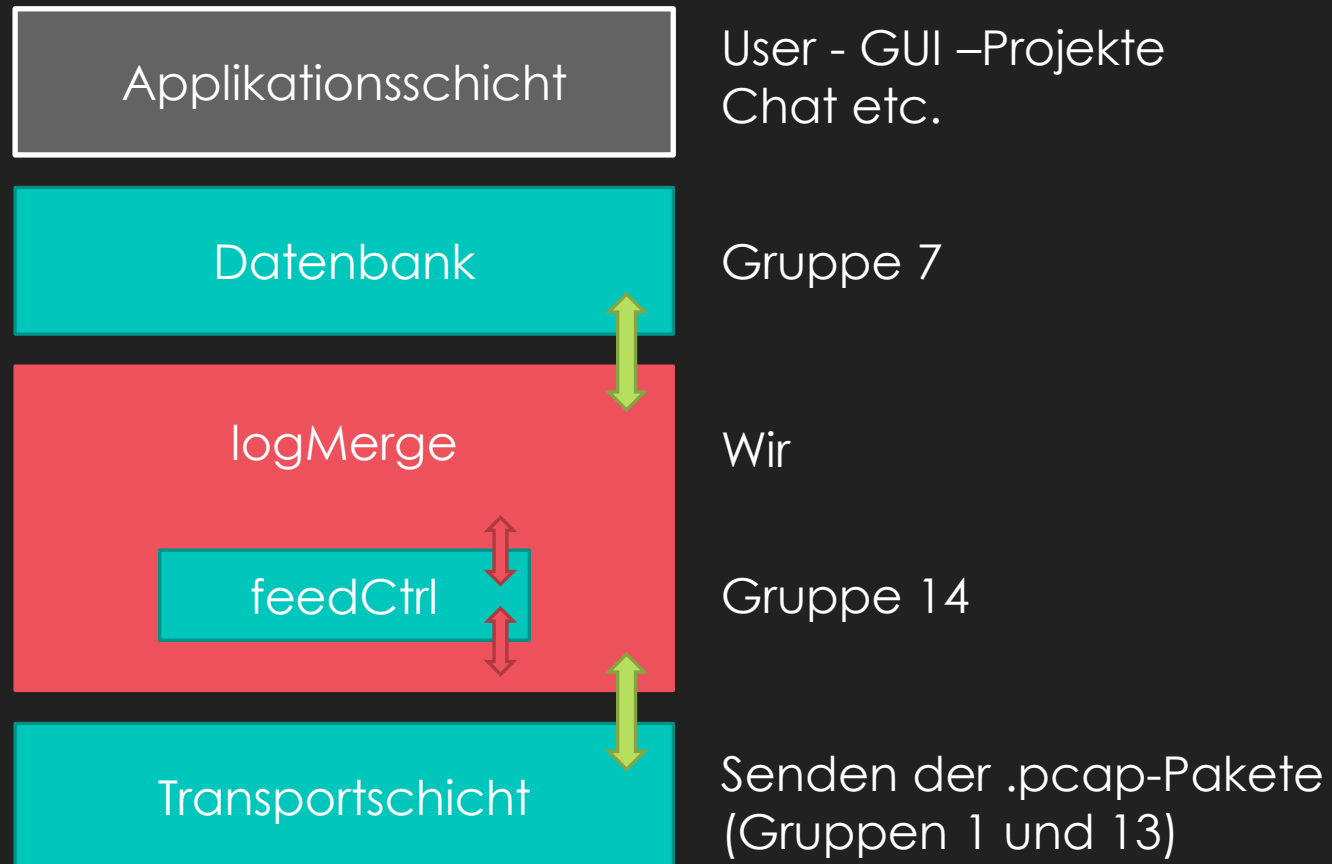 Applikationsschicht
User - GUI –Projekte
Chat etc.
Datenbank
Gruppe 7
logMerge
Wir
feedCtrl
Gruppe 14
Transportschicht
Senden der .pcap-Pakete
(Gruppen 1 und 13)